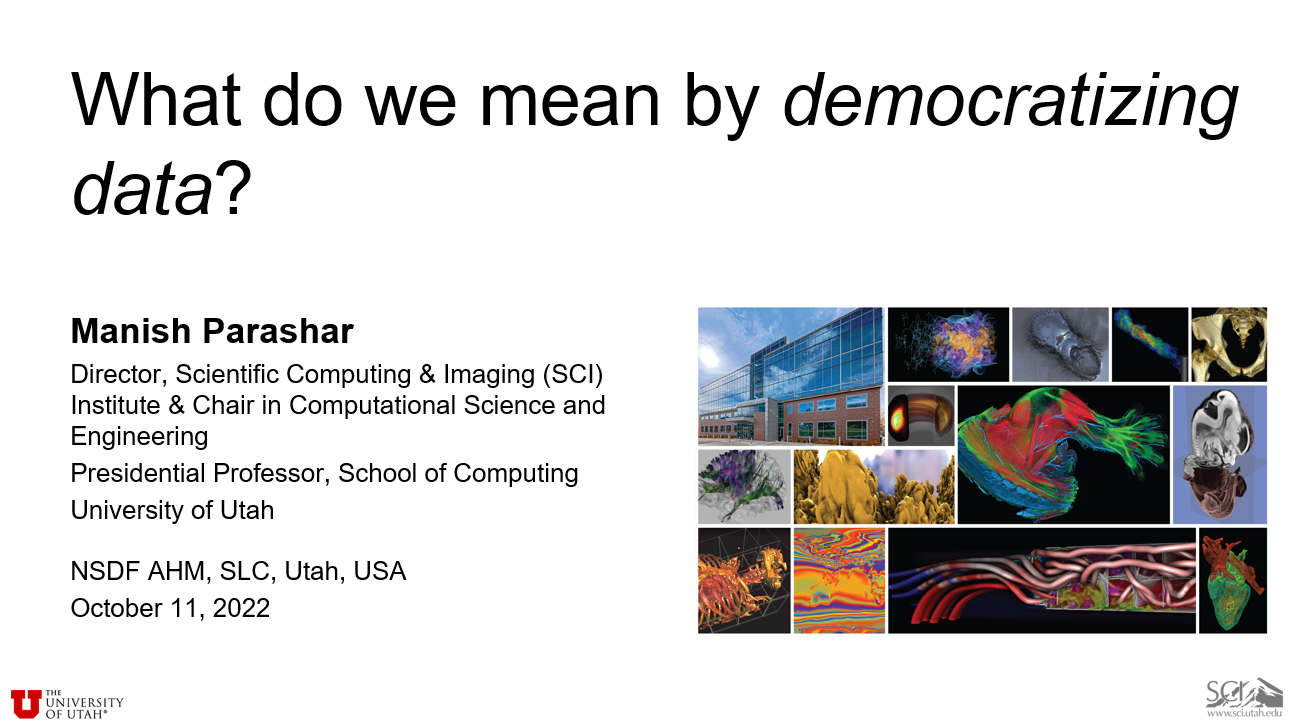 What do we mean by democratizing
data?
Manish Parashar
Director, Scientific Computing & Imaging (SCI)
Institute & Chair in Computational Science and
Engineering
Presidential Professor, School of Computing
University of Utah
NSDF AHM, SLC, Utah, USA
October 11, 2022
THE
UNIVERSITY
OF UTAH®
SCI
www.sci.utah.edu